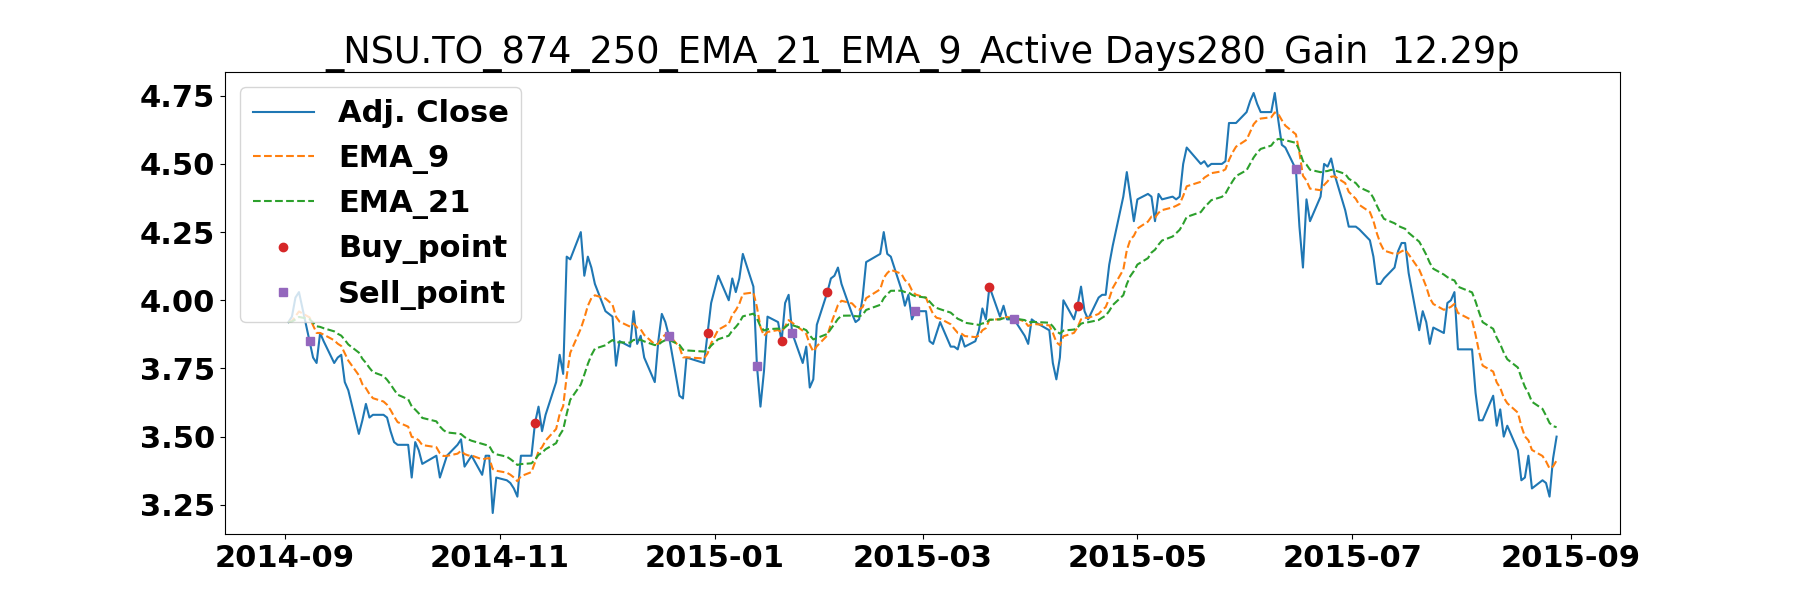 _NSU.TO_874_250_EMA_21_EMA_9_Active Days280_Gain  12.29p
4.75
4.50
4.25
4.00
3.75
3.50
3.25
Adj. Close
EMA_9
EMA_21
Buy_point
Sell_point
2014-09 2014-11 2015-01 2015-03 2015-05 2015-07 2015-09